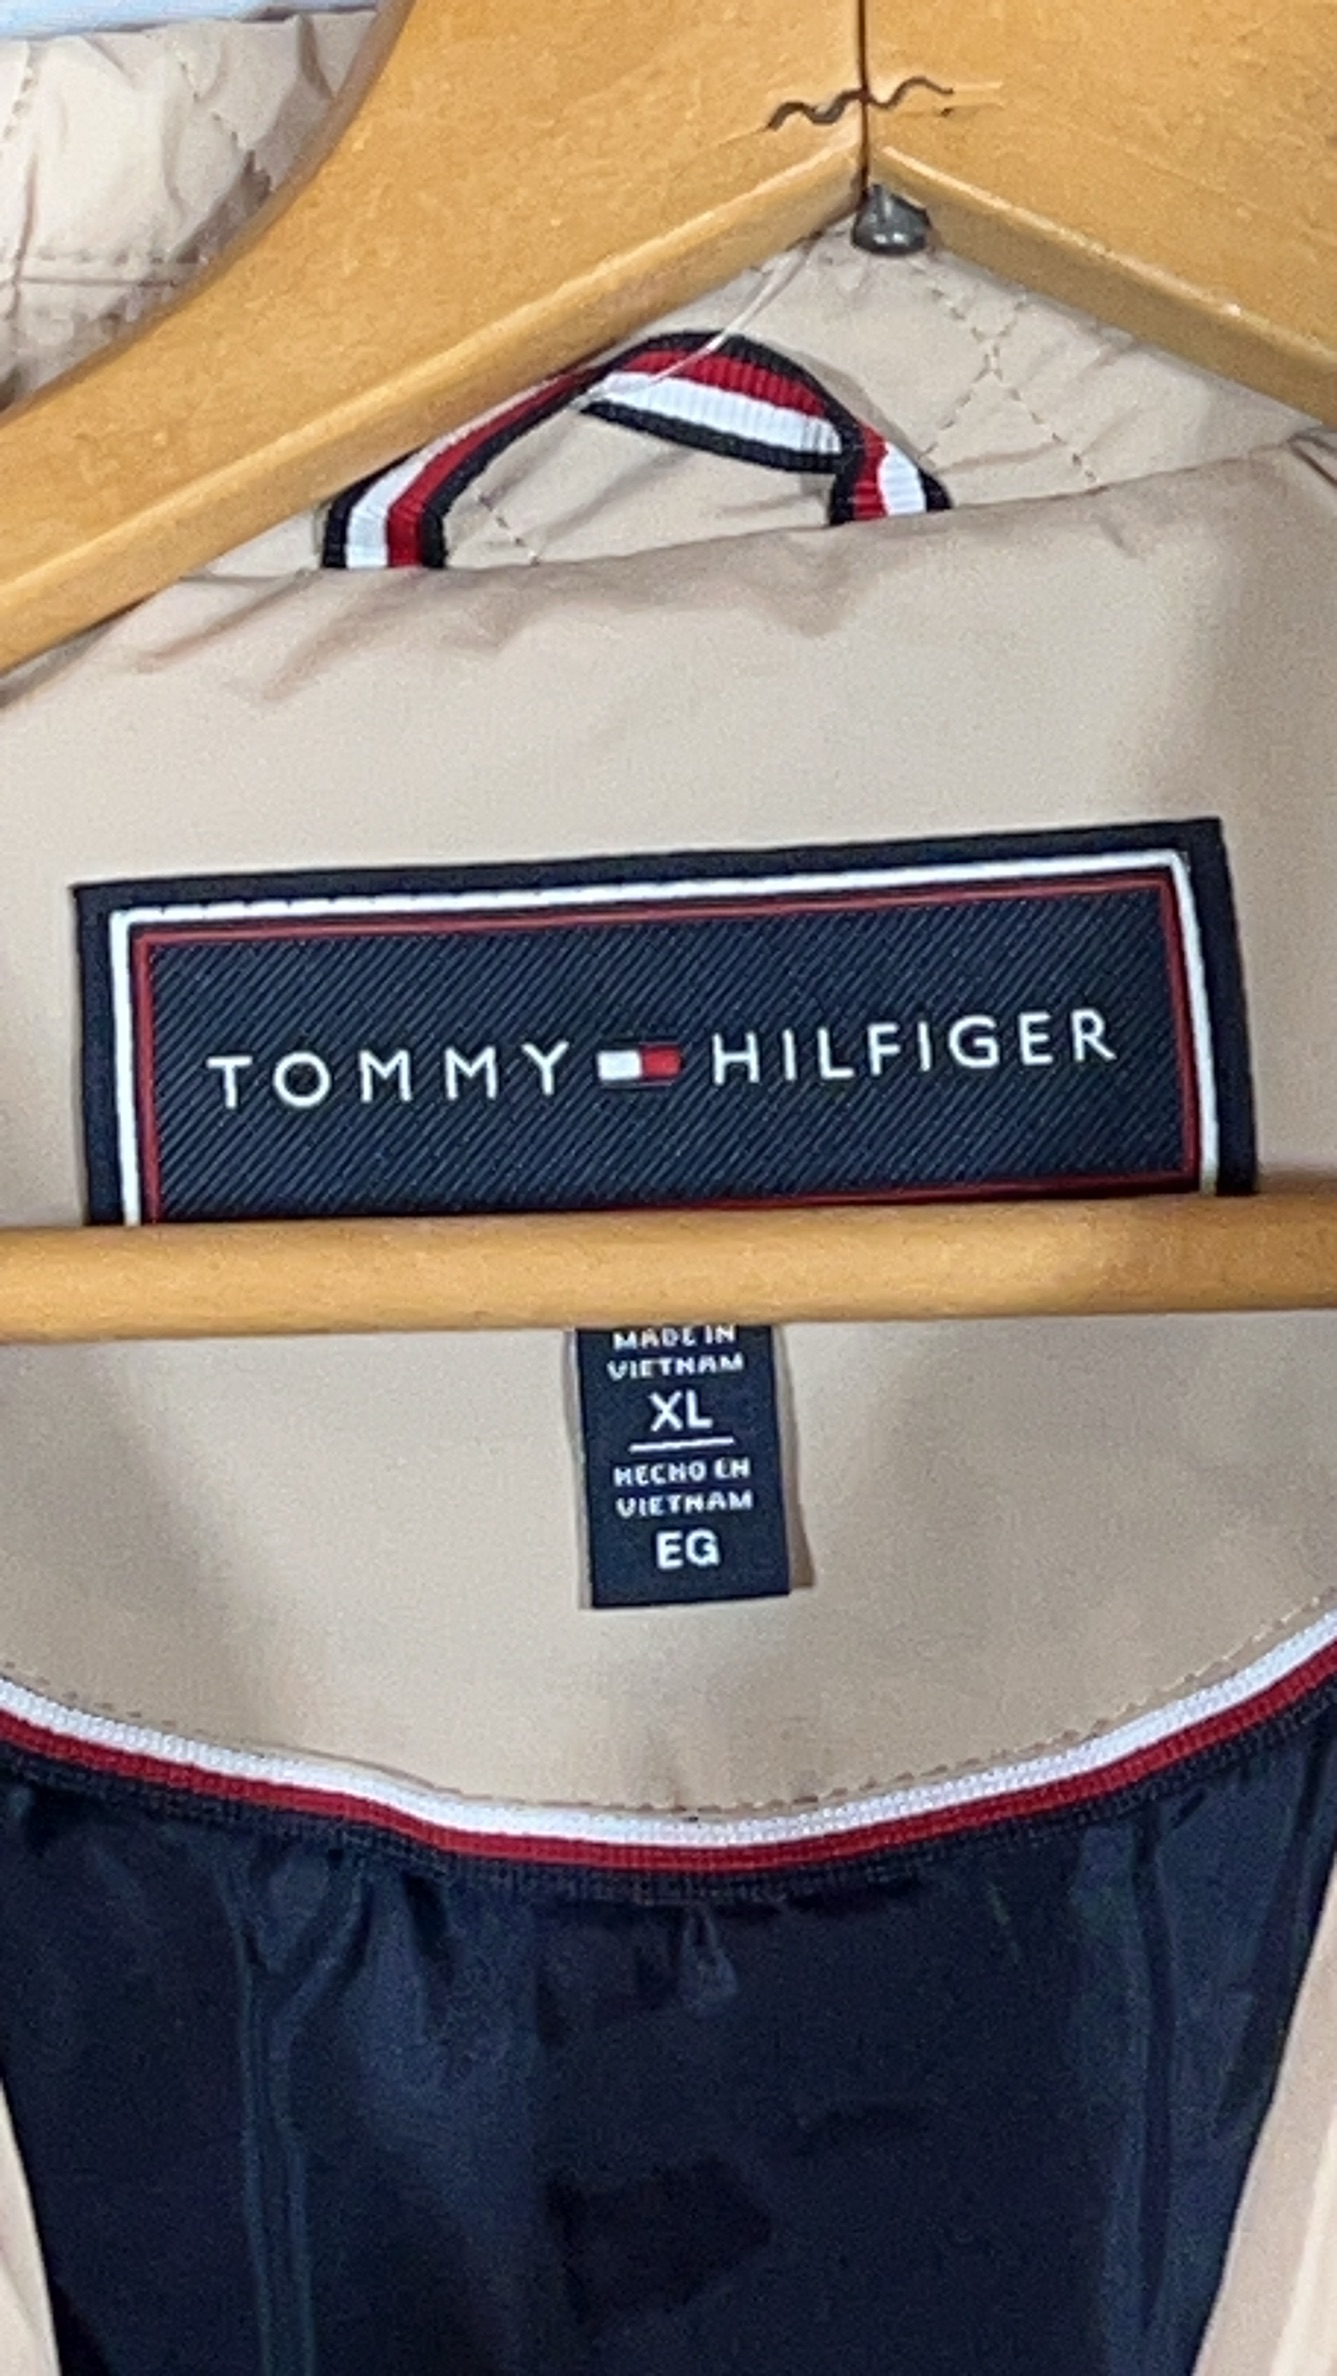 TOMMY HILFIGER
MADE IN
VIETNAM
XL
HECHO EN
VIETNAM
EG